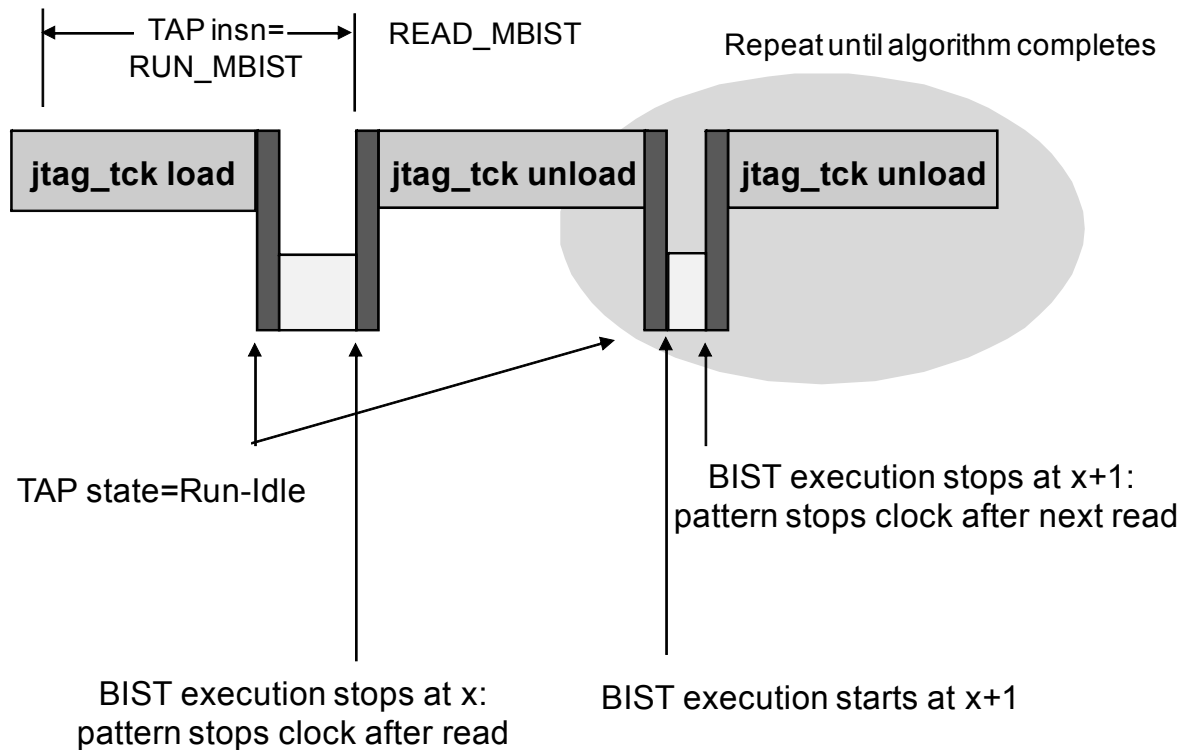 TAP insn=
RUN_MBIST
READ_MBIST
Repeat until algorithm completes
jtag_tck load
jtag_tck unload
jtag_tck unload
TAP state=Run-Idle
BIST execution stops at x+1:
pattern stops clock after next read
BIST execution stops at x:
pattern stops clock after read
BIST execution starts at x+1